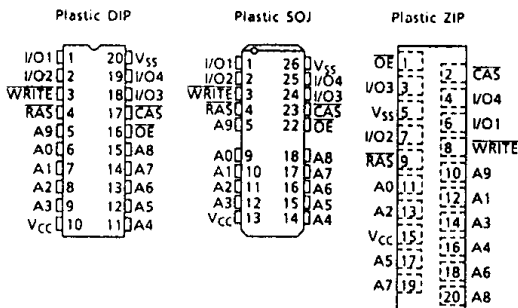 Plastic DIP
I/O1 1 20 VSS
I/O2 2 19 I/O4
WRITE 3 18 I/O3
RAS 4 17 CAS
A9 5 16 OE
A0 6 15 A8
A1 7 14 A7
A2 8 13 A6
A3 9 12 A5
VCC 10 11 A4
Plastic SOJ
I/O1 1 26 VSS
I/O2 2 25 I/O4
WRITE 3 24 I/O3
RAS 4 23 CAS
A9 5 22 OE
A0 9 18 A8
A1 10 17 A7
A2 11 16 A6
A3 12 15 A5
VCC 13 14 A4
Plastic ZIP
OE 1
2 CAS
I/O3 3
4 I/O4
VSS 5
6 I/O1
I/O2 7
8 WRITE
RAS 9
10 A9
A0 11
12 A1
A2 13
14 A3
VCC 15
16 A4
A5 17
18 A6
A7 19
20 A8